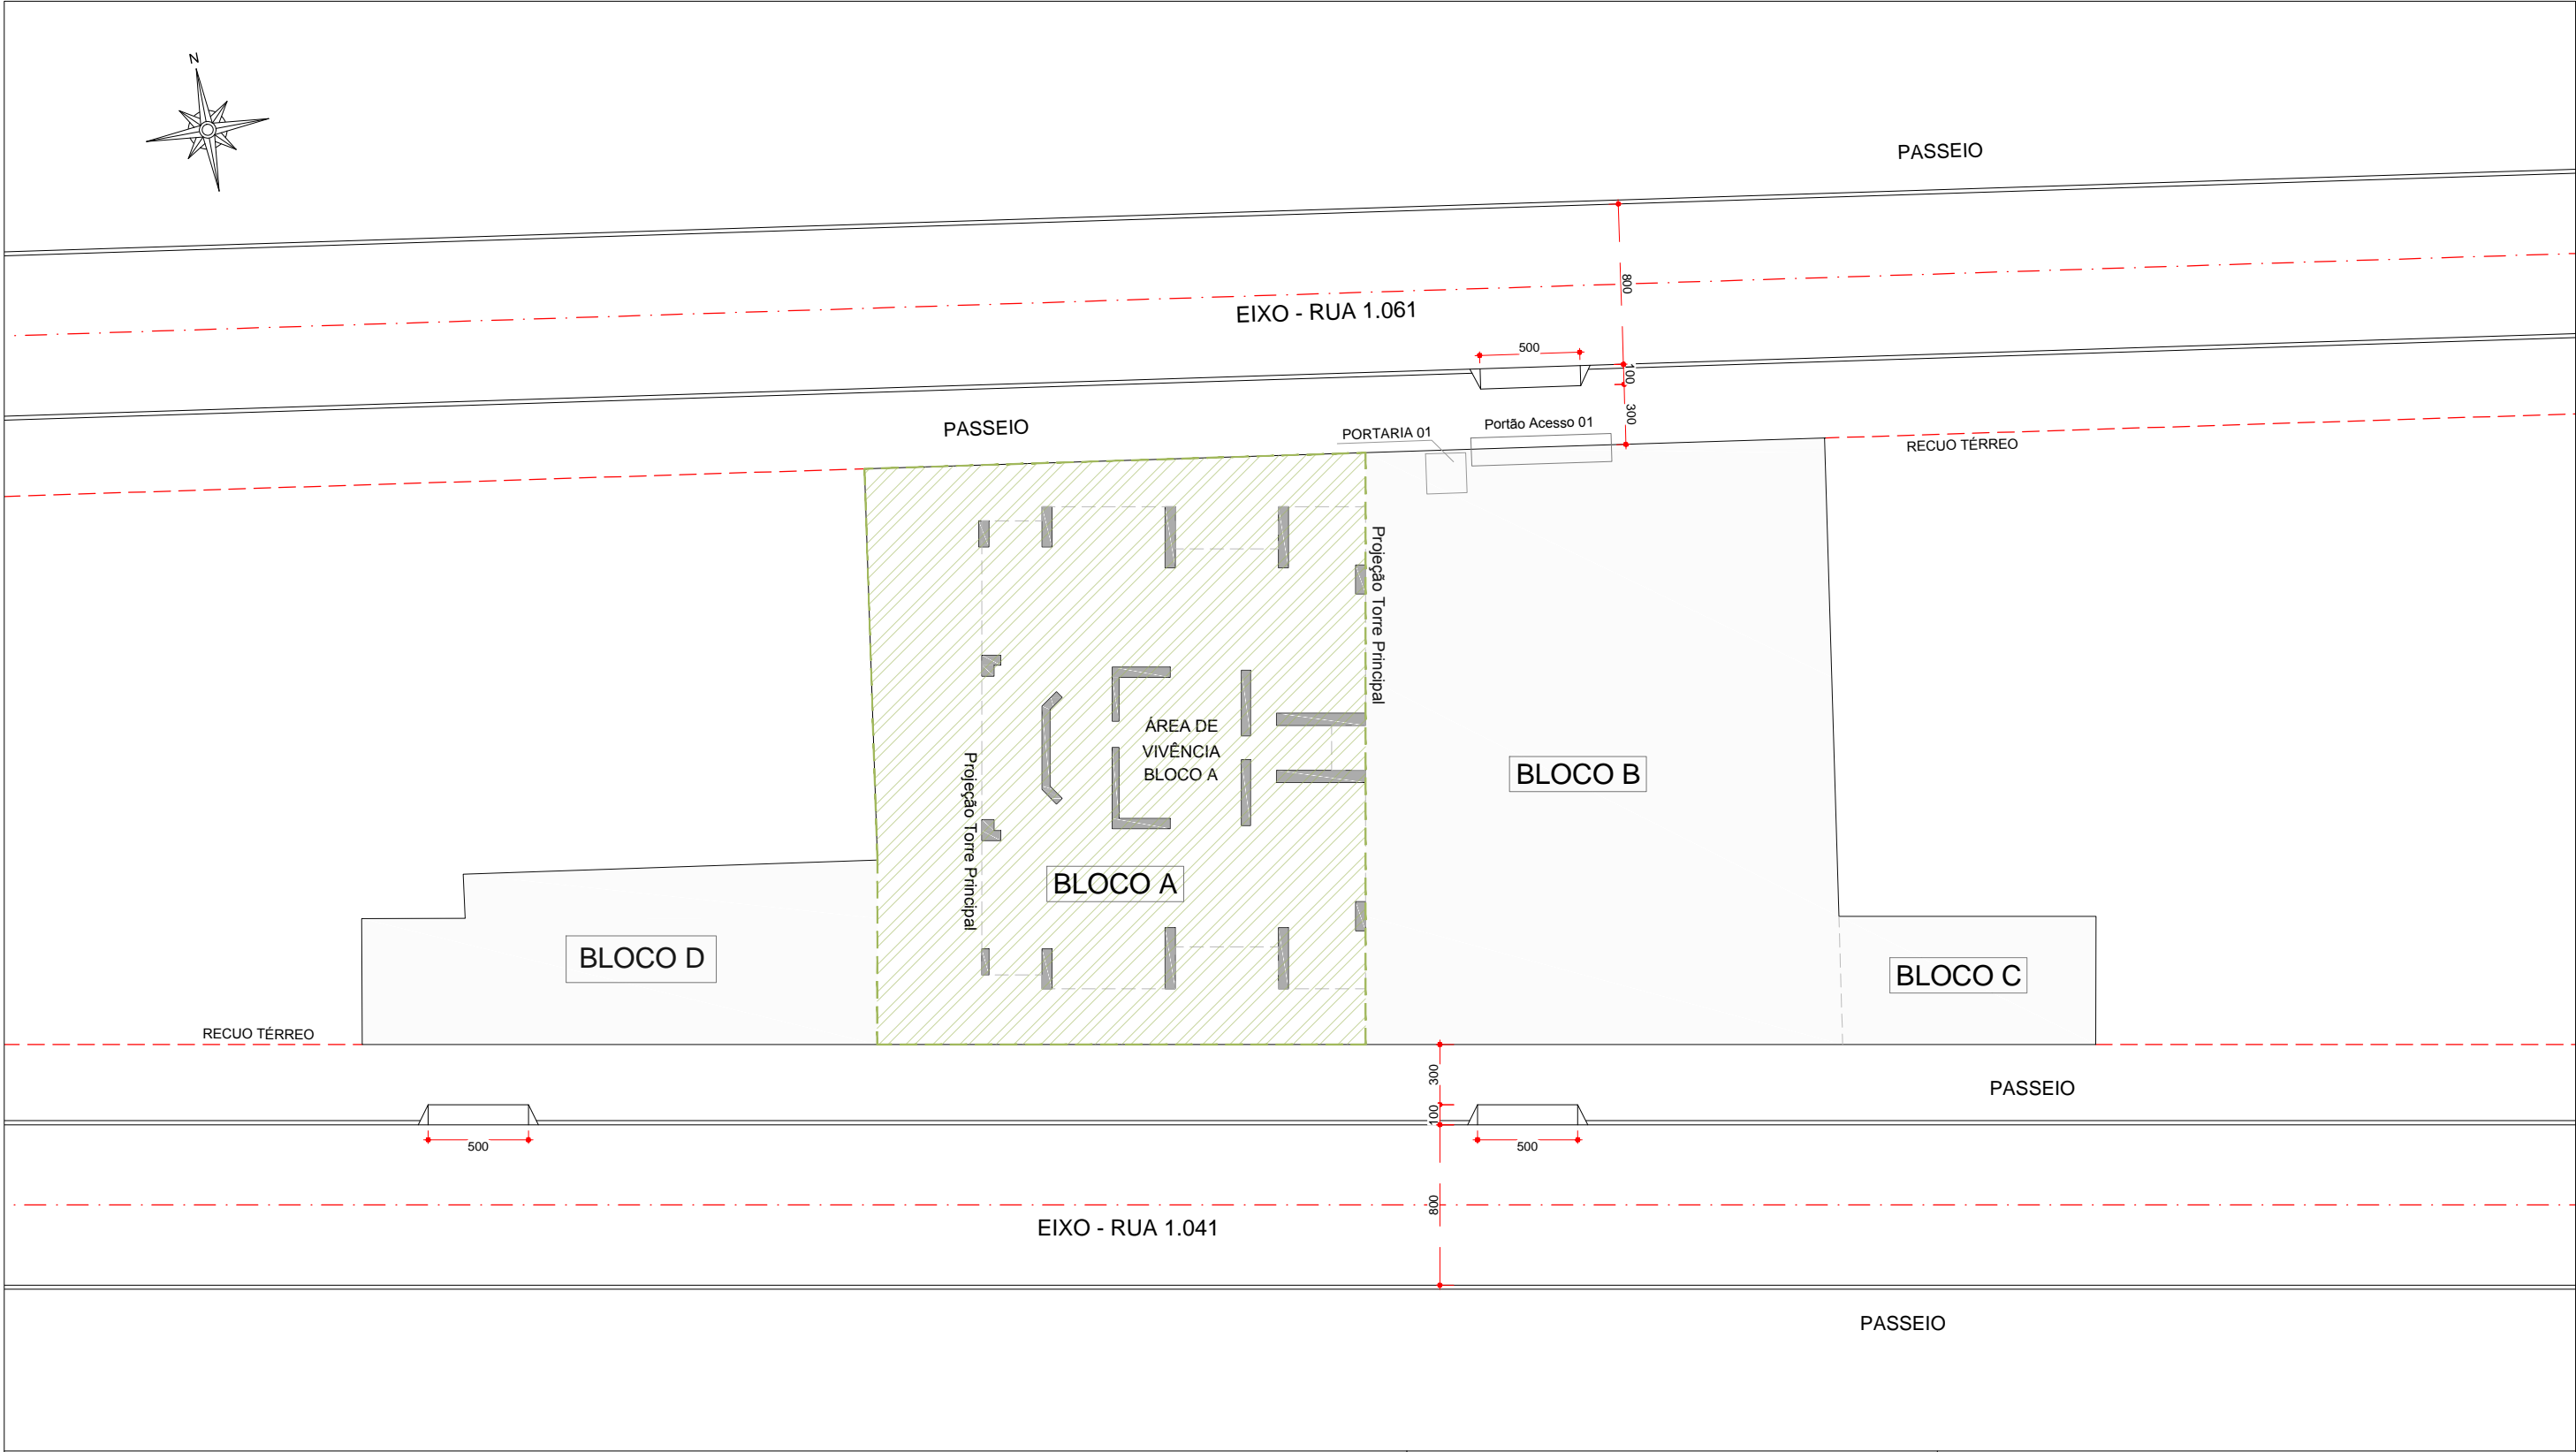 N
PASSEIO
800
EIXO - RUA 1.061
500
100
300
PASSEIO
PORTARIA 01
Portão Acesso 01
RECUO TÉRREO
Projeção Torre Principal
ÁREA DE
VIVÊNCIA
BLOCO A
Projeção Torre Principal
BLOCO B
BLOCO A
BLOCO D
BLOCO C
RECUO TÉRREO
300
PASSEIO
100
500
500
800
EIXO - RUA 1.041
PASSEIO